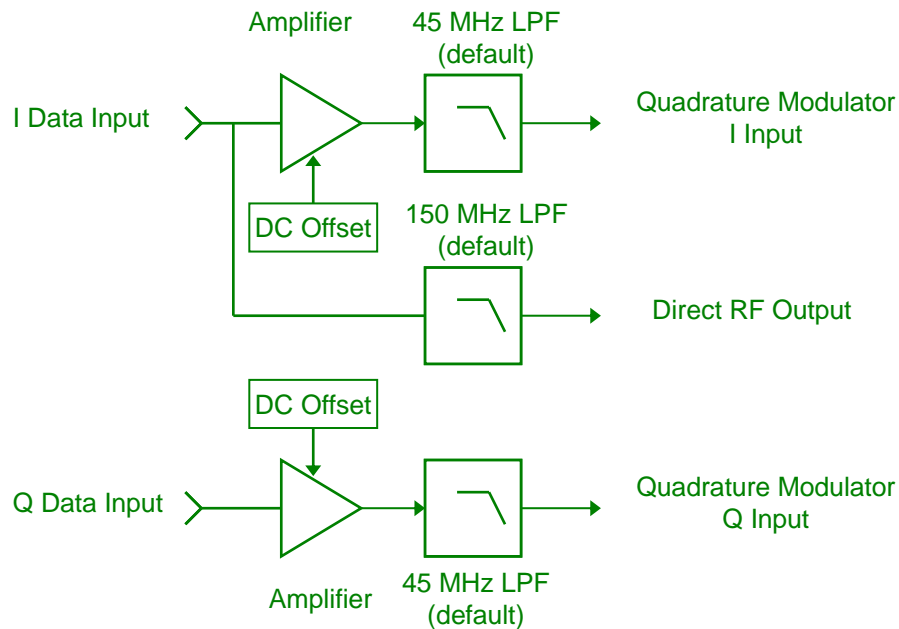 Amplifier
45 MHz LPF
(default)
I Data Input
Quadrature Modulator
I Input
DC Offset
150 MHz LPF
(default)
Direct RF Output
DC Offset
Q Data Input
Quadrature Modulator
Q Input
Amplifier
45 MHz LPF
(default)